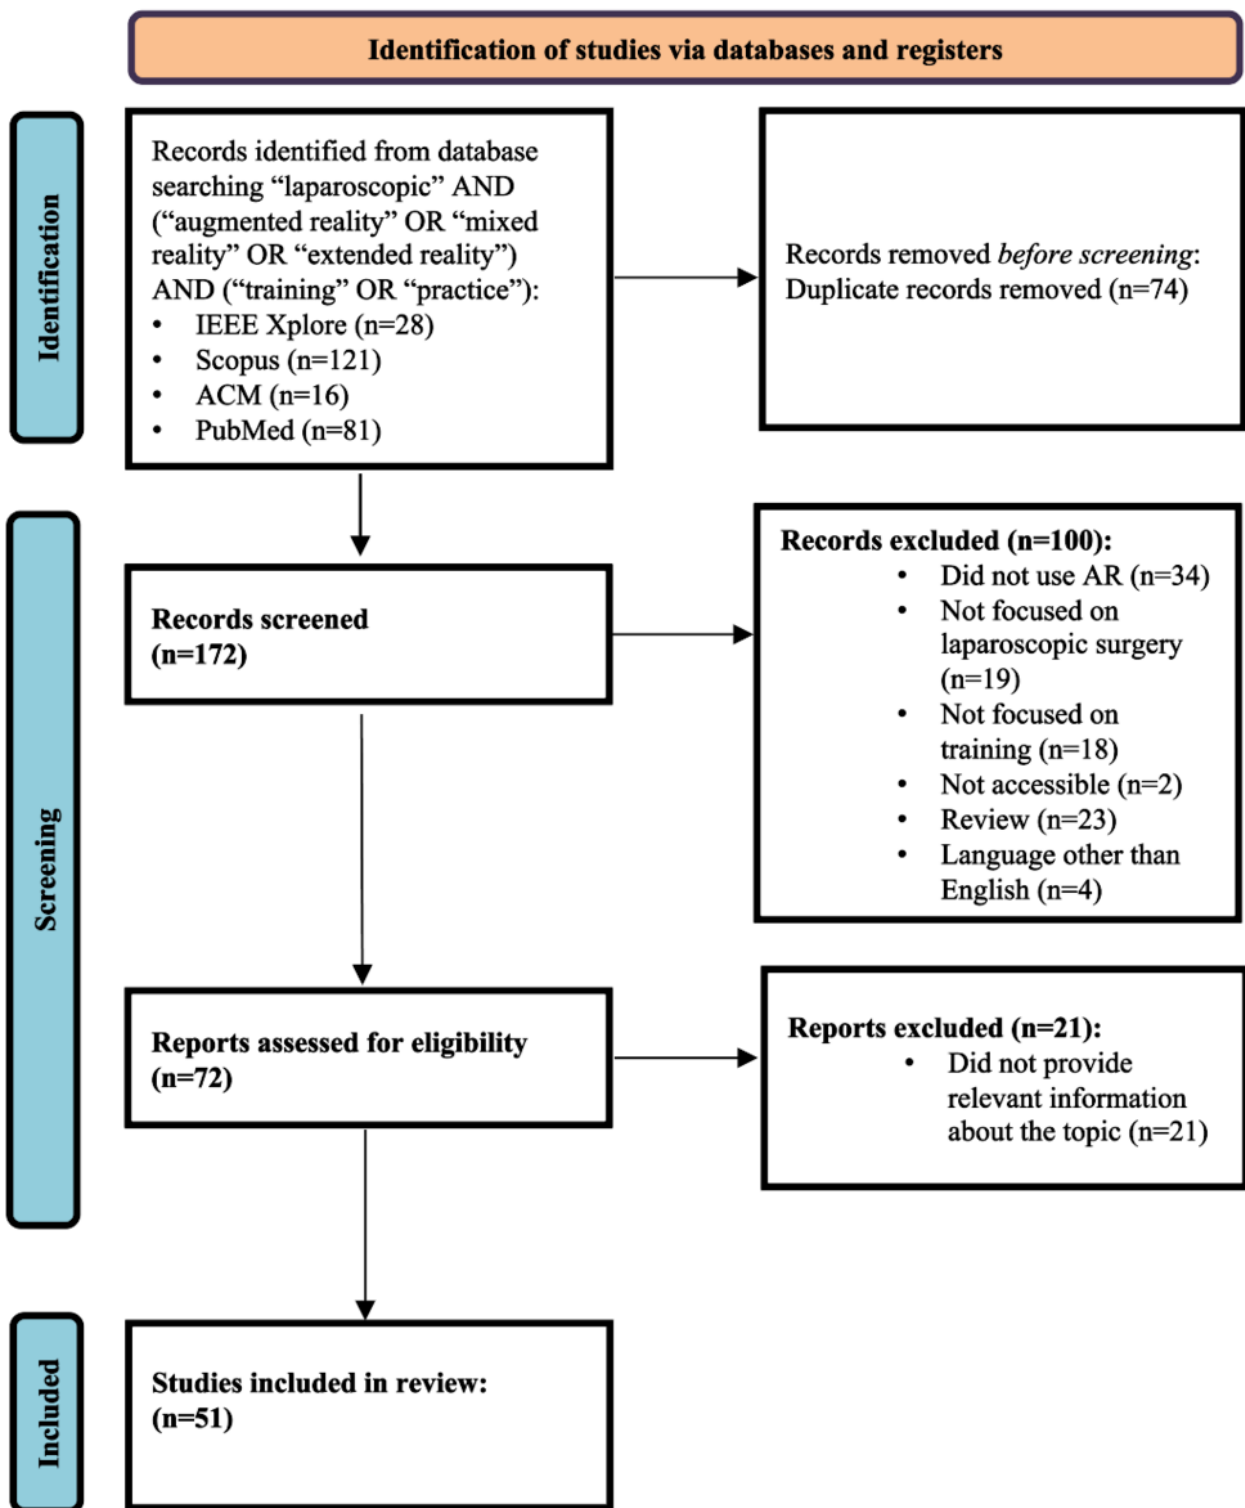 Identification of studies via databases and registers
Identification
Records identified from database
searching “laparoscopic” AND
(“augmented reality” OR “mixed
reality” OR “extended reality”)
AND (“training” OR “practice”):
• IEEE Xplore (n=28)
• Scopus (n=121)
• ACM (n=16)
• PubMed (n=81)
Records removed before screening:
Duplicate records removed (n=74)
Screening
Records screened
(n=172)
Records excluded (n=100):
• Did not use AR (n=34)
• Not focused on
laparoscopic surgery
(n=19)
• Not focused on
training (n=18)
• Not accessible (n=2)
• Review (n=23)
• Language other than
English (n=4)
Reports assessed for eligibility
(n=72)
Reports excluded (n=21):
• Did not provide
relevant information
about the topic (n=21)
Included
Studies included in review:
(n=51)